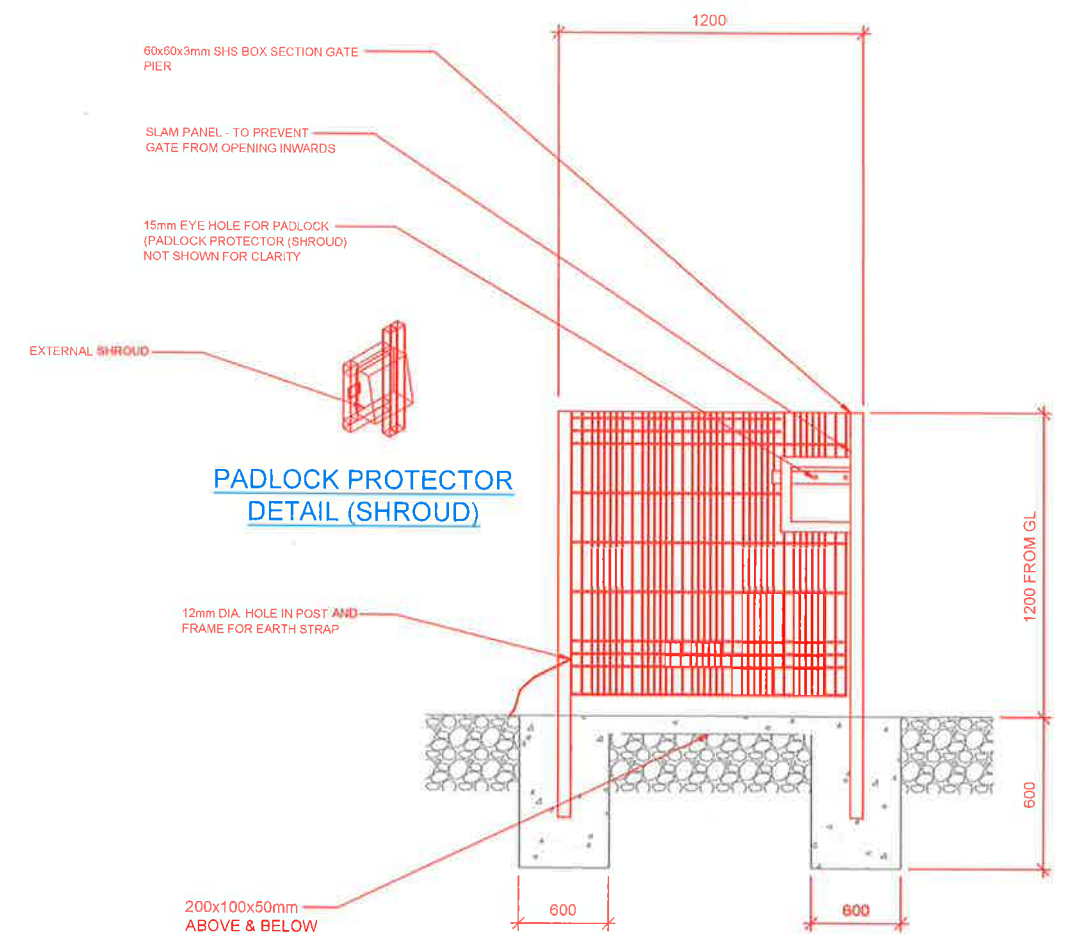 1200
60x60x3mm SHS BOX SECTION GATE
PIER
SLAM PANEL - TO PREVENT
GATE FROM OPENING INWARDS
15mm EYE HOLE FOR PADLOCK
(PADLOCK PROTECTOR (SHROUD)
NOT SHOWN FOR CLARITY
EXTERNAL SHROUD
PADLOCK PROTECTOR
DETAIL (SHROUD)
1200 FROM GL
12mm DIA. HOLE IN POST AND
FRAME FOR EARTH STRAP
600
200x100x50mm
ABOVE & BELOW
600
600